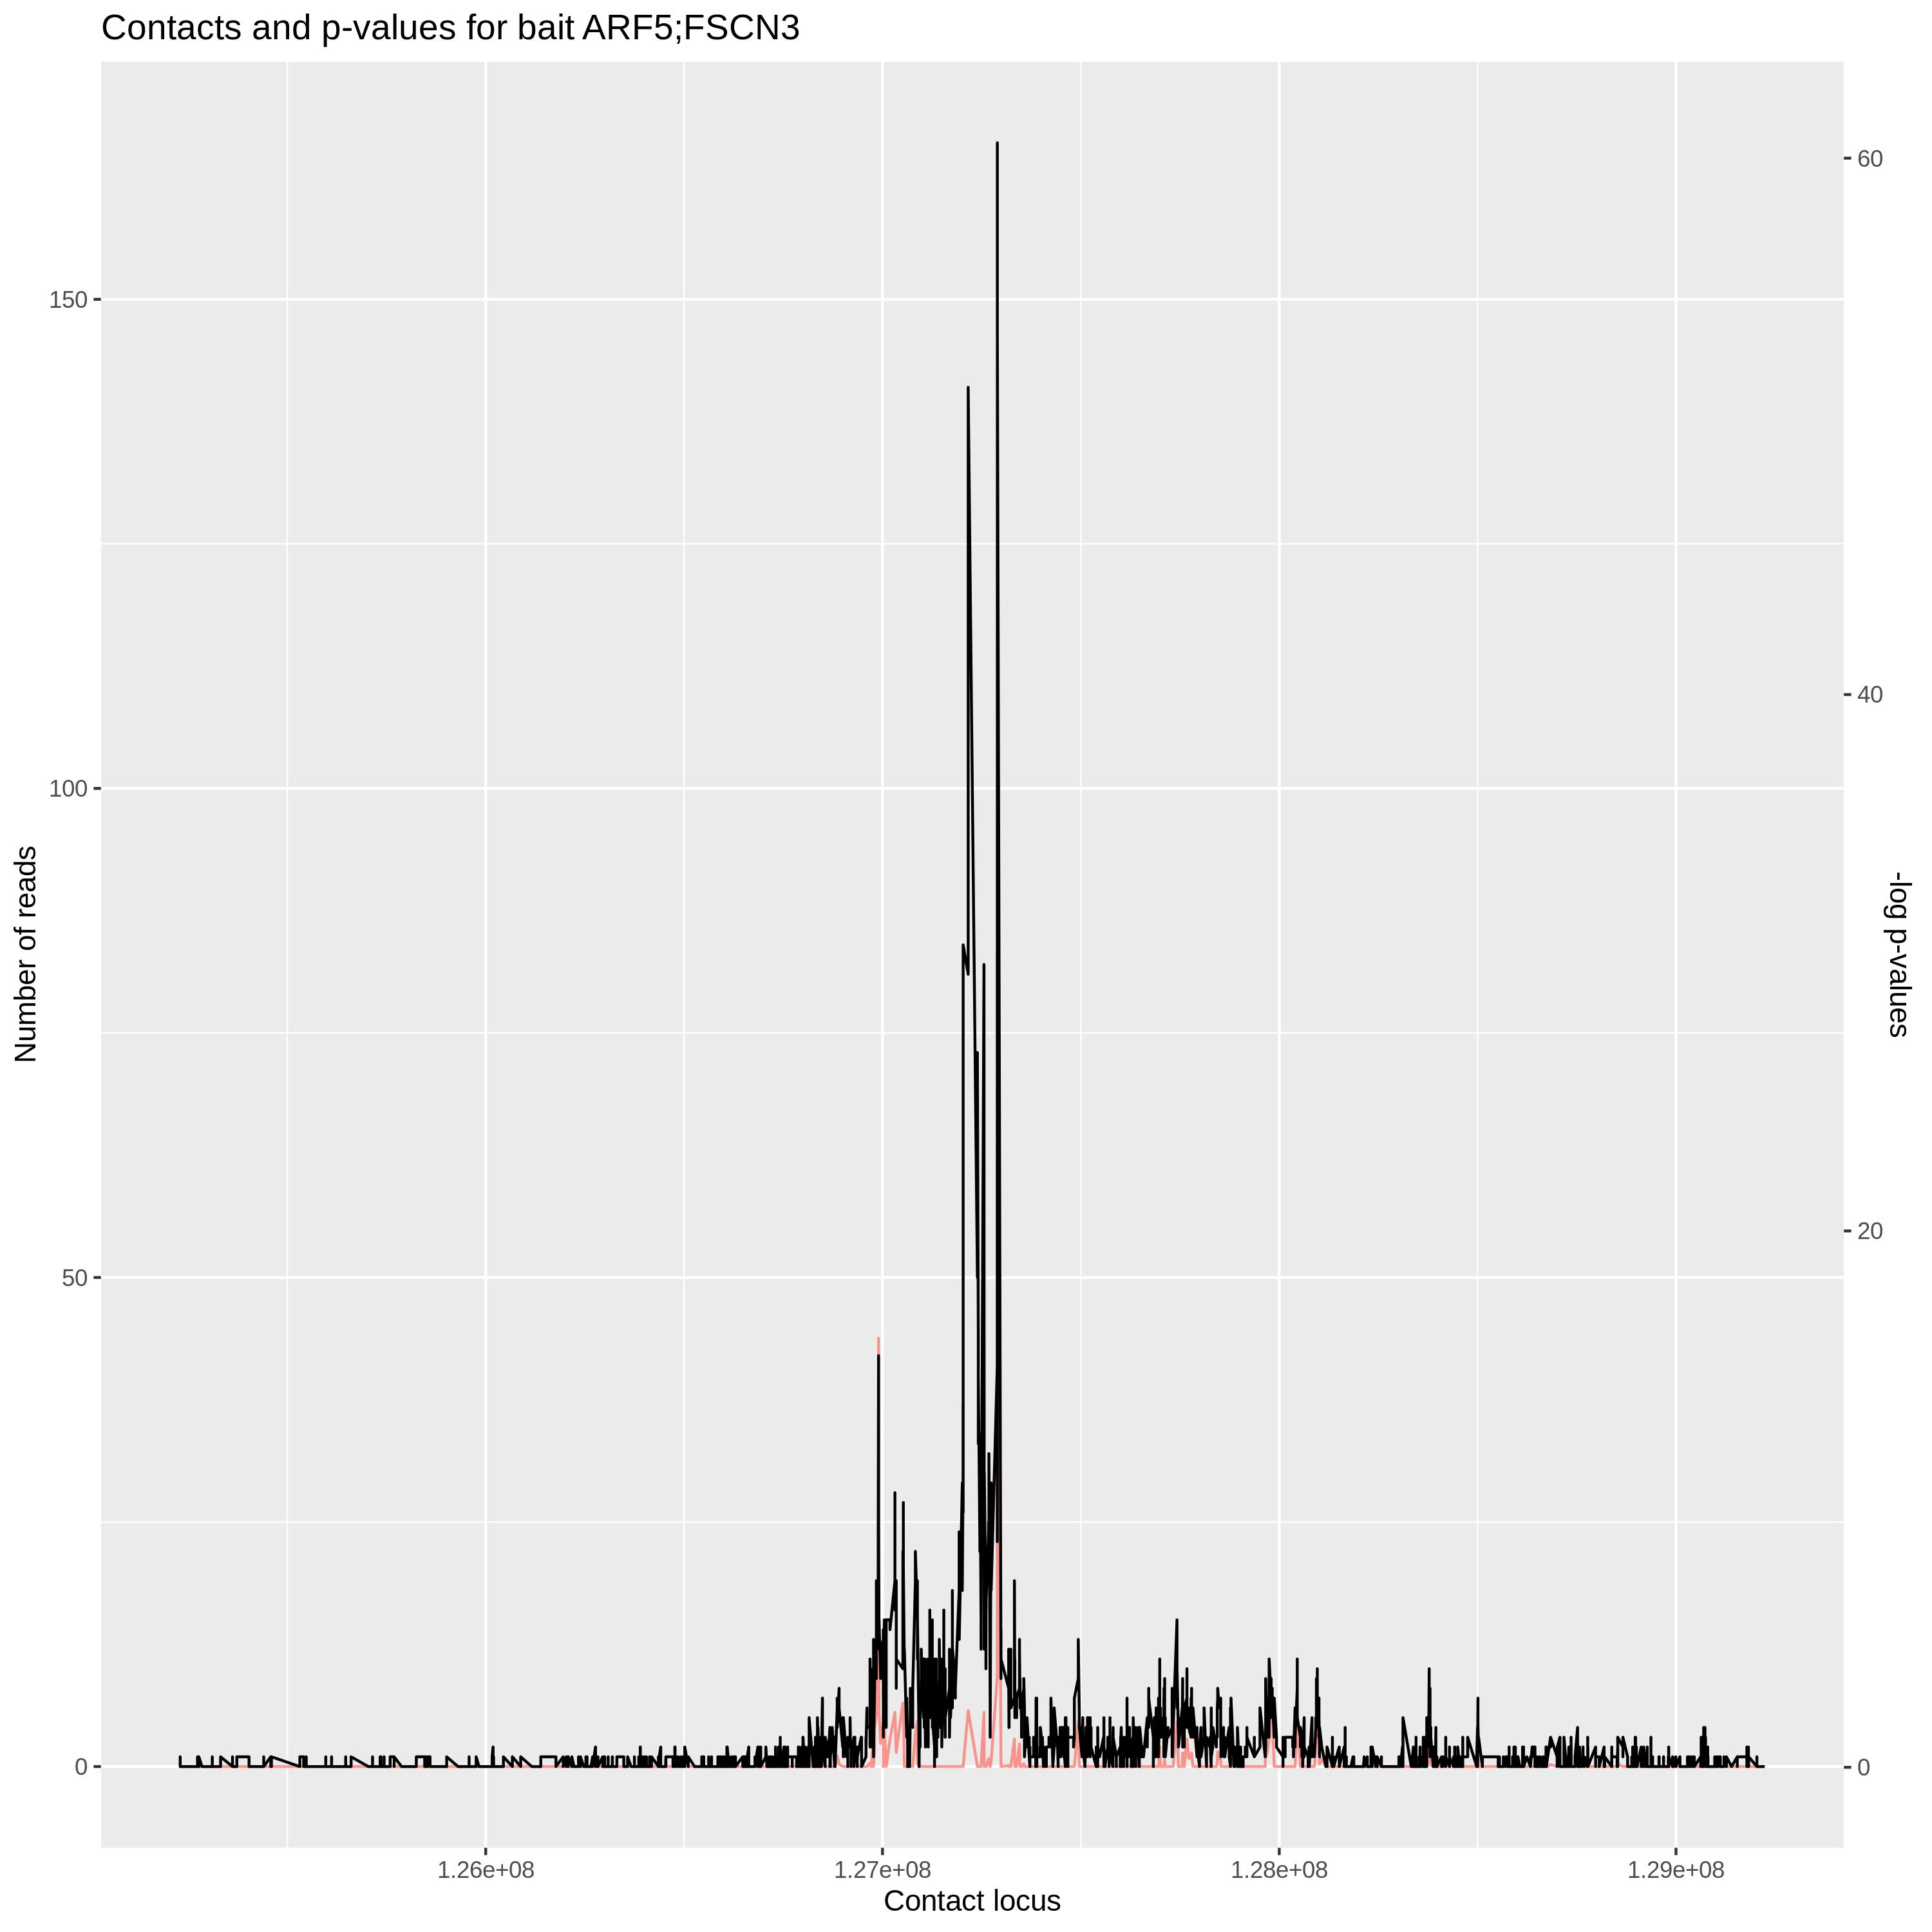 Contacts and p-values for bait ARF5;FSCN3
60
150
40
100
Number of reads
-log p-values
20
50
0
0
1.26e+08
1.27e+08
1.28e+08
1.29e+08
Contact locus